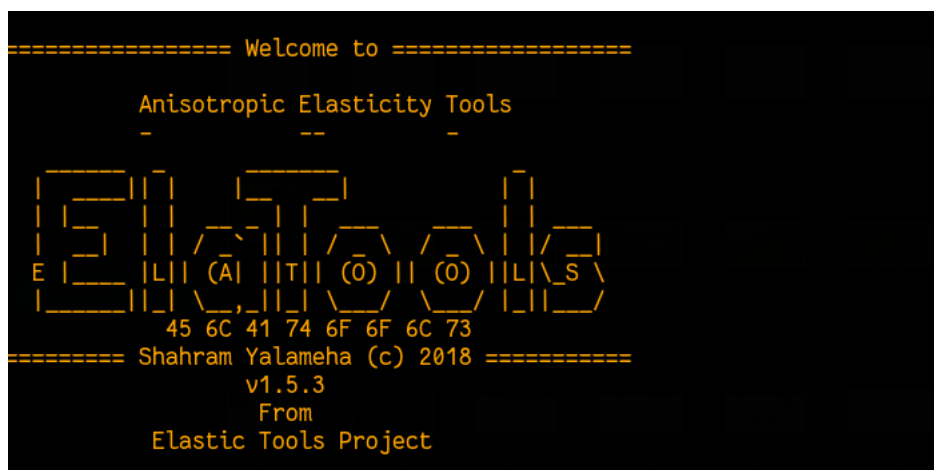 ================= Welcome to ==================
Anisotropic Elasticity Tools
ElaTools
E L A T O O L S
45 6C 41 74 6F 6F 6C 73
========= Shahram Yalameha (c) 2018 ===========
v1.5.3
From
Elastic Tools Project